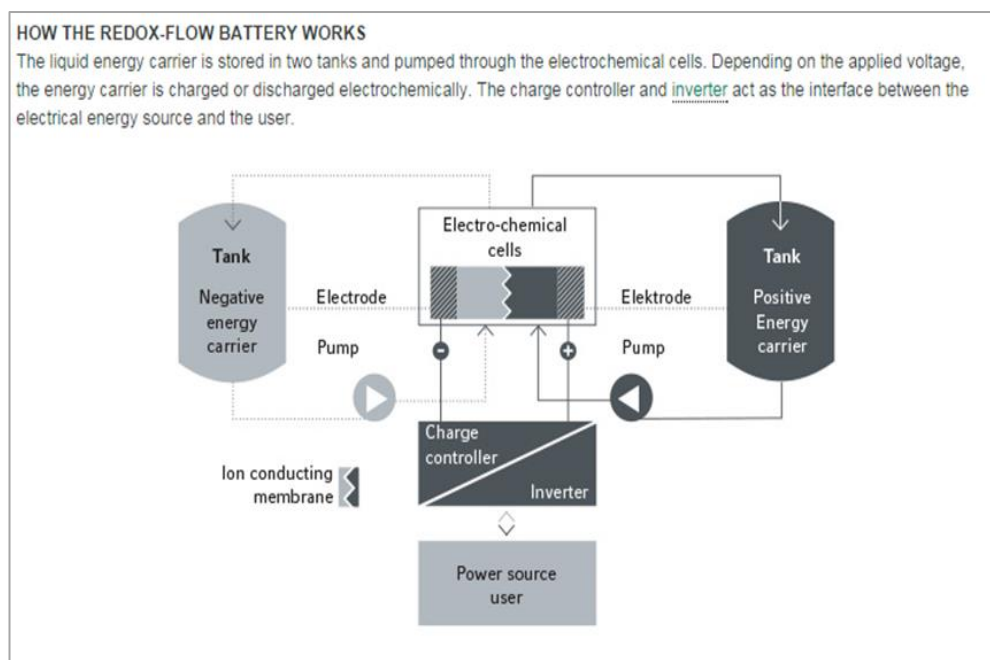 HOW THE REDOX-FLOW BATTERY WORKS
The liquid energy carrier is stored in two tanks and pumped through the electrochemical cells. Depending on the applied voltage,
the energy carrier is charged or discharged electrochemically. The charge controller and inverter act as the interface between the
electrical energy source and the user.
Electro-chemical
cells
Tank
Negative
energy
carrier
Electrode
Elektrode
Tank
Positive
Energy
carrier
Pump
-
+
Pump
Charge
controller
Inverter
Ion conducting
membrane
Power source
user